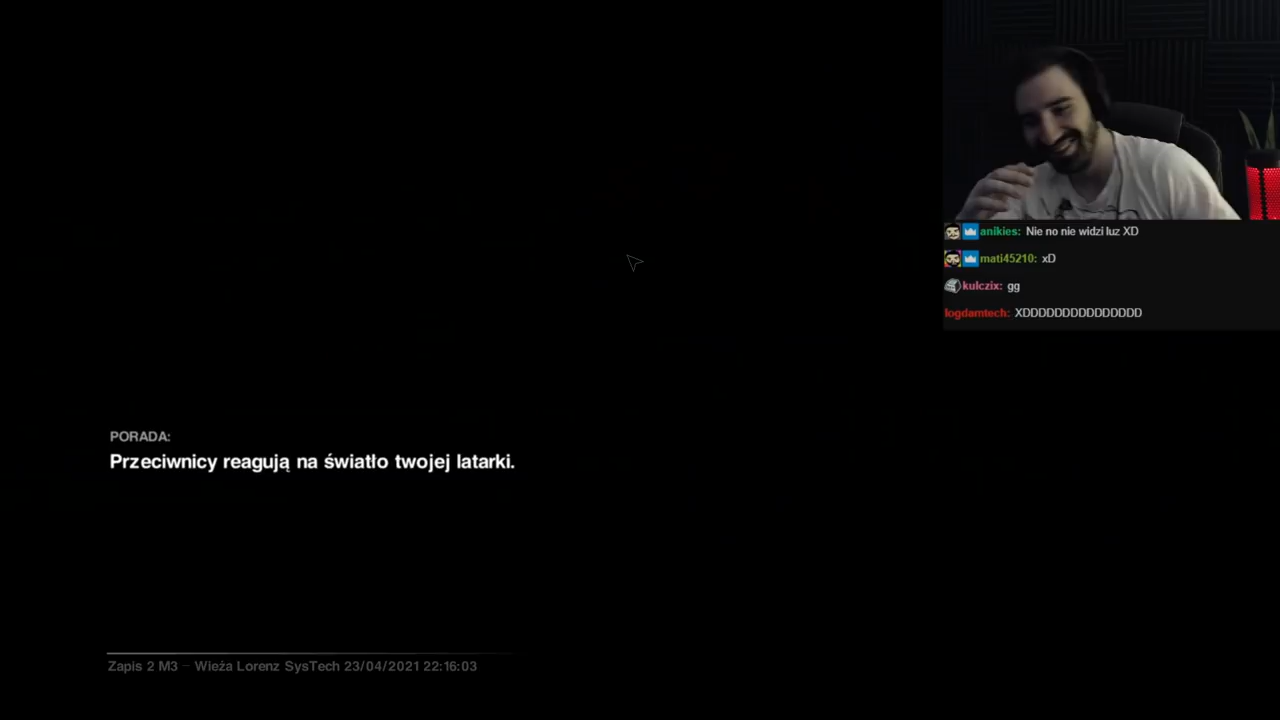 anikies: Nie no nie widzi luz XD
mati45210: xD
kulczix: gg
logdamtech: XDDDDDDDDDDDDDDD
PORADA:
Przeciwnicy reagują na światło twojej latarki.
Zapis 2 M3 – Wieża Lorenz SysTech 23/04/2021 22:16:03